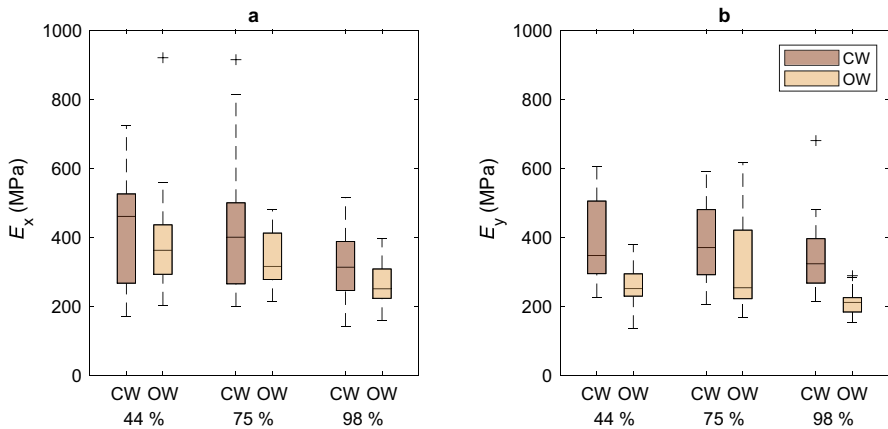 a
1000
800
600
400
200
0
Eₓ (MPa)
CW OW CW OW CW OW
44 % 75 % 98 %
b
1000
800
600
400
200
0
E_y (MPa)
CW
OW
CW OW CW OW CW OW
44 % 75 % 98 %